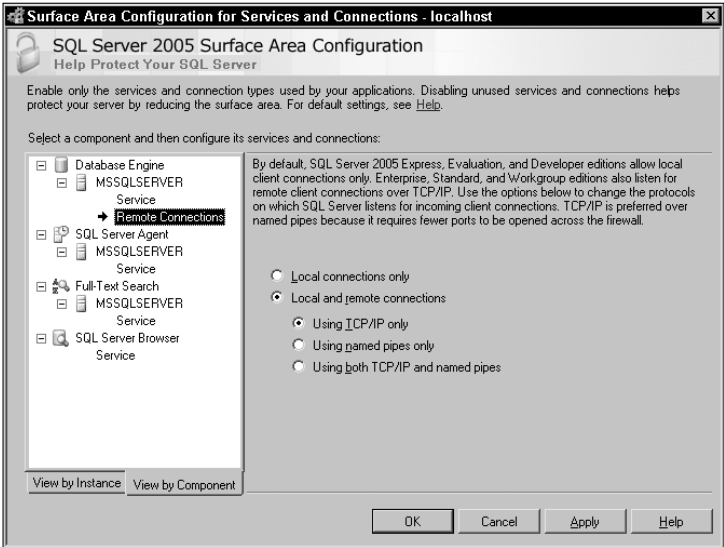 Surface Area Configuration for Services and Connections - localhost
SQL Server 2005 Surface Area Configuration
Help Protect Your SQL Server
Enable only the services and connection types used by your applications. Disabling unused services and connections helps
protect your server by reducing the surface area. For default settings, see Help.
Select a component and then configure its services and connections:
Database Engine
MSSQLSERVER
Service
Remote Connections
SQL Server Agent
MSSQLSERVER
Service
Full-Text Search
MSSQLSERVER
Service
SQL Server Browser
Service
View by Instance
View by Component
By default, SQL Server 2005 Express, Evaluation, and Developer editions allow local
client connections only. Enterprise, Standard, and Workgroup editions also listen for
remote client connections over TCP/IP. Use the options below to change the protocols
on which SQL Server listens for incoming client connections. TCP/IP is preferred over
named pipes because it requires fewer ports to be opened across the firewall.
Local connections only
Local and remote connections
Using TCP/IP only
Using named pipes only
Using both TCP/IP and named pipes
OK
Cancel
Apply
Help